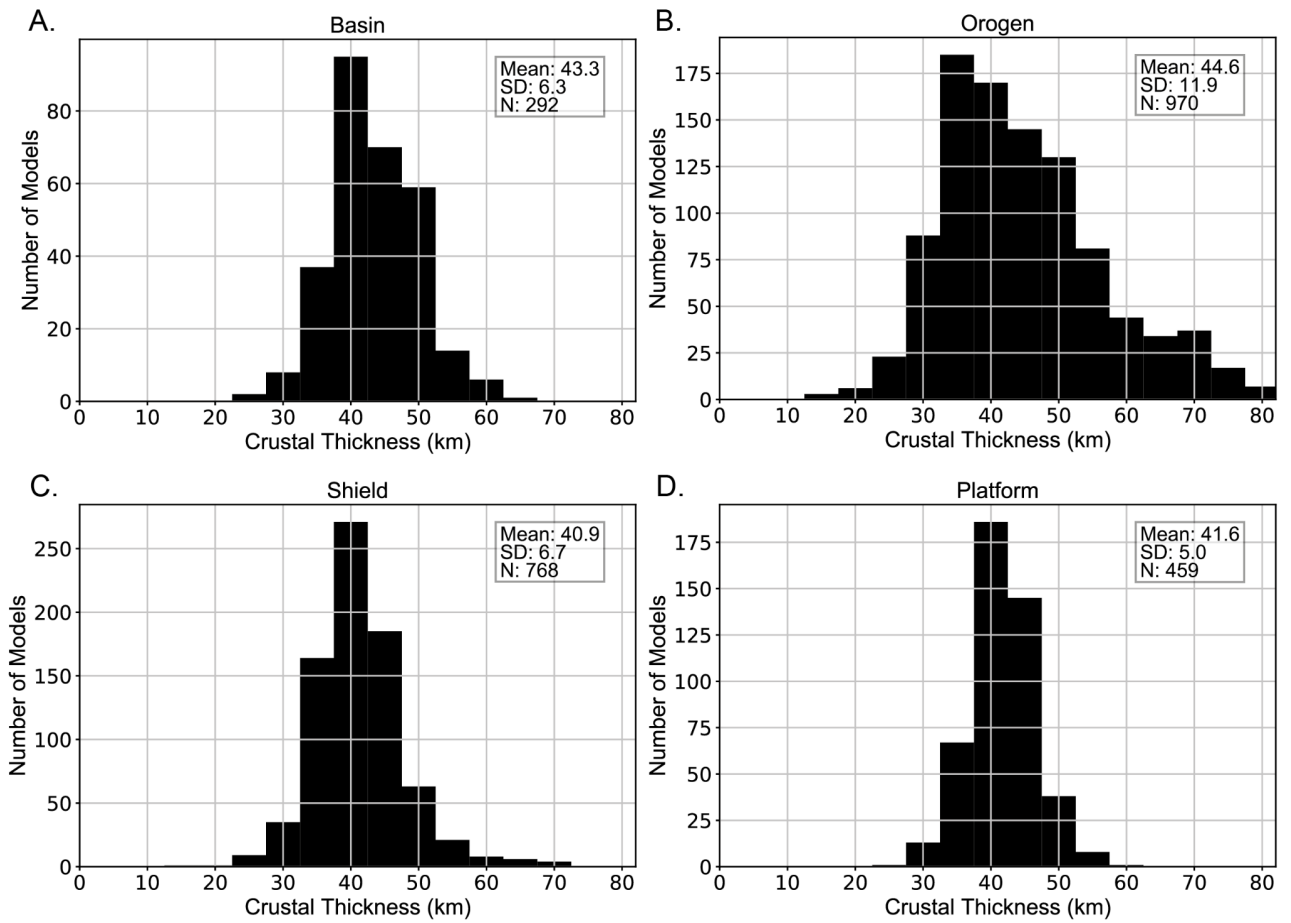 A.
Basin
Mean: 43.3
SD: 6.3
N: 292
Number of Models
80
60
40
20
0
0 10 20 30 40 50 60 70 80
Crustal Thickness (km)
B.
Orogen
Mean: 44.6
SD: 11.9
N: 970
Number of Models
175
150
125
100
75
50
25
0
0 10 20 30 40 50 60 70 80
Crustal Thickness (km)
C.
Shield
Mean: 40.9
SD: 6.7
N: 768
Number of Models
250
200
150
100
50
0
0 10 20 30 40 50 60 70 80
Crustal Thickness (km)
D.
Platform
Mean: 41.6
SD: 5.0
N: 459
Number of Models
175
150
125
100
75
50
25
0
0 10 20 30 40 50 60 70 80
Crustal Thickness (km)